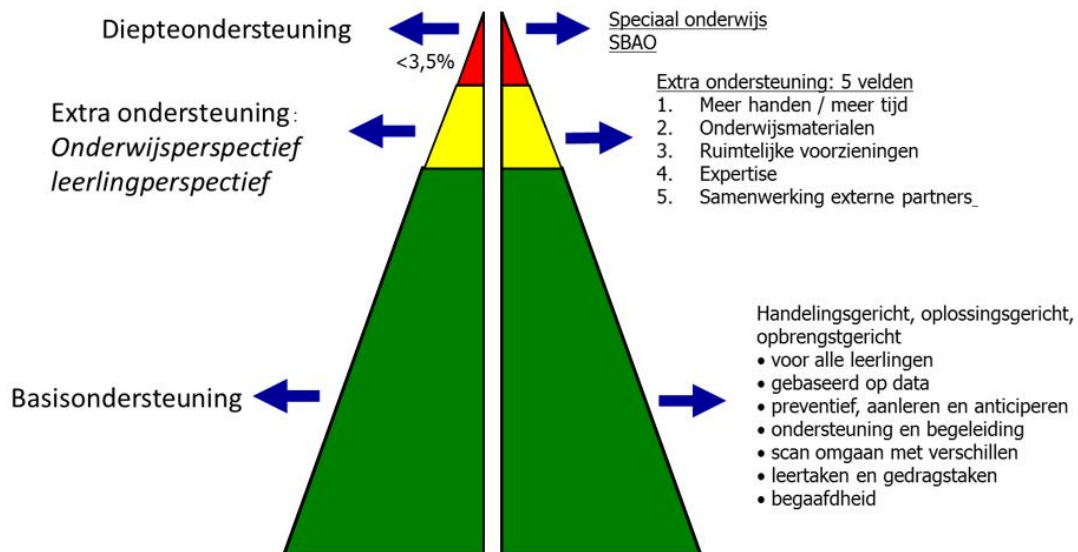 Diepteondersteuning
<3,5%
Speciaal onderwijs
SBAO
Extra ondersteuning:
Onderwijsperspectief
leerlingperspectief
Extra ondersteuning: 5 velden
1. Meer handen / meer tijd
2. Onderwijsmaterialen
3. Ruimtelijke voorzieningen
4. Expertise
5. Samenwerking externe partners
Basisondersteuning
Handelingsgericht, oplossingsgericht,
opbrengstgericht
• voor alle leerlingen
• gebaseerd op data
• preventief, aanleren en anticiperen
• ondersteuning en begeleiding
• scan omgaan met verschillen
• leertaken en gedragstaken
• begaafdheid